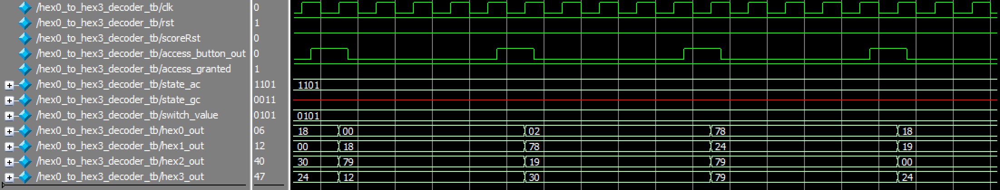 /hex0_to_hex3_decoder_tb/clk 0
/hex0_to_hex3_decoder_tb/rst 1
/hex0_to_hex3_decoder_tb/scoreRst 0
/hex0_to_hex3_decoder_tb/access_button_out 0
/hex0_to_hex3_decoder_tb/access_granted 1
/hex0_to_hex3_decoder_tb/state_ac 1101 1101
/hex0_to_hex3_decoder_tb/state_gc 0011
/hex0_to_hex3_decoder_tb/switch_value 0101 0101
/hex0_to_hex3_decoder_tb/hex0_out 06 18 00 02 78 18
/hex0_to_hex3_decoder_tb/hex1_out 12 00 18 78 24 19
/hex0_to_hex3_decoder_tb/hex2_out 40 30 79 19 79 00
/hex0_to_hex3_decoder_tb/hex3_out 47 24 12 30 79 24